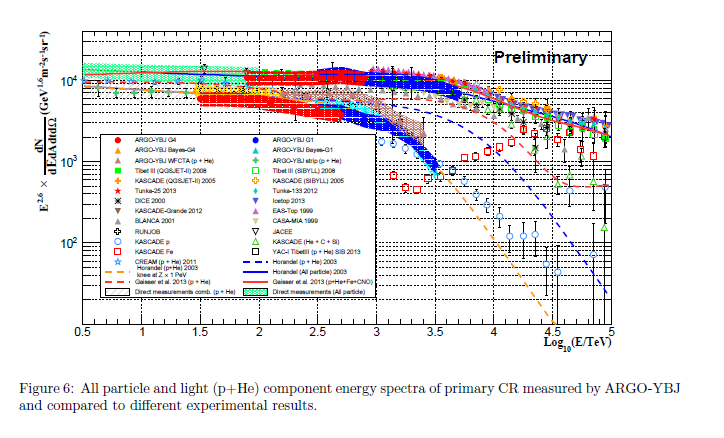 Preliminary
E^2.6 × dN/dEdAdtdΩ (GeV^1.6 m^-2 s^-1 sr^-1)
10^4
10^3
10^2
ARGO-YBJ G4
ARGO-YBJ G1
ARGO-YBJ Bayes-G4
ARGO-YBJ Bayes-G1
ARGO-YBJ WFCTA (p + He)
ARGO-YBJ strip (p + He)
Tibet III (QGSJET-II) 2008
Tibet III (SIBYLL) 2008
KASCADE (QGSJET-II) 2005
KASCADE (SIBYLL) 2005
Tunka-25 2013
Tunka-133 2012
DICE 2000
Icetop 2013
KASCADE-Grande 2012
EAS-Top 1999
BLANCA 2001
CASA-MIA 1999
RUNJOB
JACEE
KASCADE p
KASCADE (He + C + Si)
KASCADE Fe
YAC-I TibetIII (p + He) SIB 2013
CREAM (p + He) 2011
Horandel (p + He) 2003
Horandel (p+He) 2003
knee at Z × 1 PeV
Horandel (All particle) 2003
Gaisser et al. 2013 (p + He)
Gaisser et al. 2013 (p+He+Fe+CNO)
Direct measurements comb. (p + He)
Direct measurements (All particle)
0.5 1 1.5 2 2.5 3 3.5 4 4.5 5
Log10(E/TeV)
Figure 6: All particle and light (p+He) component energy spectra of primary CR measured by ARGO-YBJ
and compared to different experimental results.